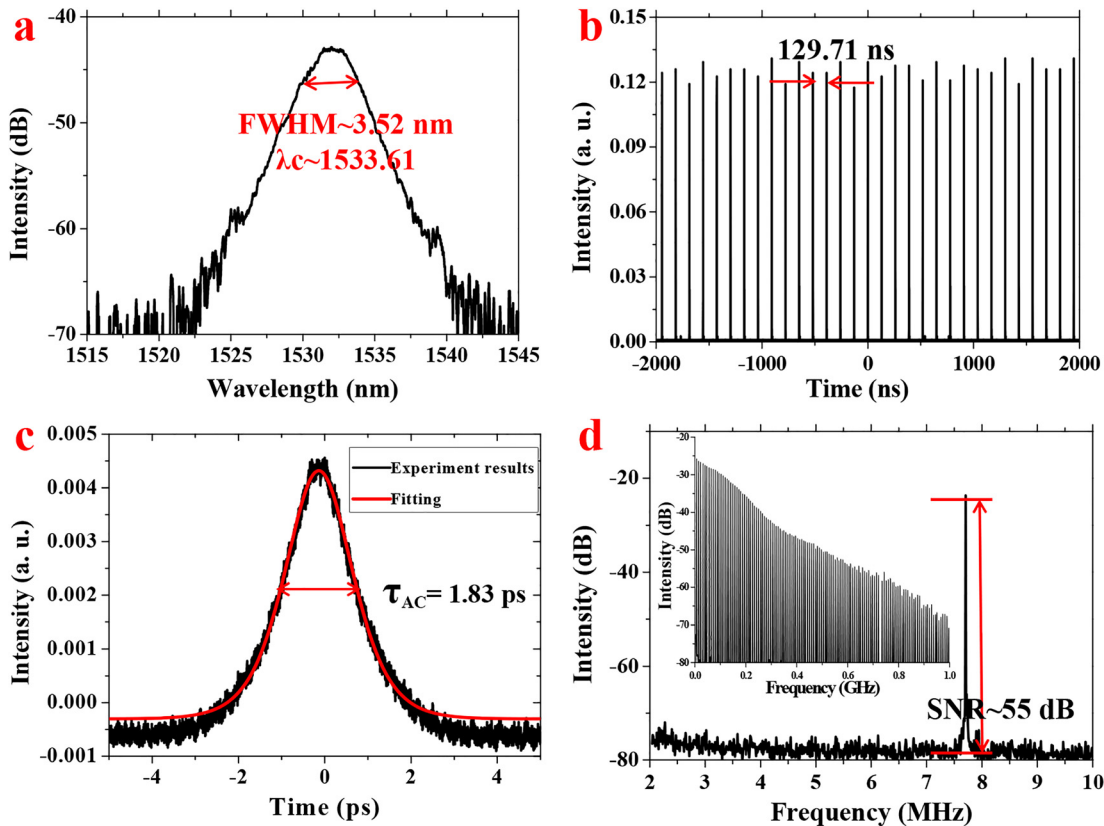 a
-40
-50
-60
-70
Intensity (dB)
FWHM~3.52 nm
λc~1533.61
1515 1520 1525 1530 1535 1540 1545
Wavelength (nm)
b
0.15
0.12
0.09
0.06
0.03
0.00
Intensity (a. u.)
129.71 ns
-2000 -1000 0 1000 2000
Time (ns)
c
0.005
0.004
0.003
0.002
0.001
0.000
-0.001
Intensity (a. u.)
Experiment results
Fitting
τAC= 1.83 ps
-4 -2 0 2 4
Time (ps)
d
-20
-40
-60
-80
Intensity (dB)
-20
-30
-40
-50
-60
-70
-80
Intensity (dB)
0.0 0.2 0.4 0.6 0.8 1.0
Frequency (GHz)
SNR~55 dB
2 3 4 5 6 7 8 9 10
Frequency (MHz)